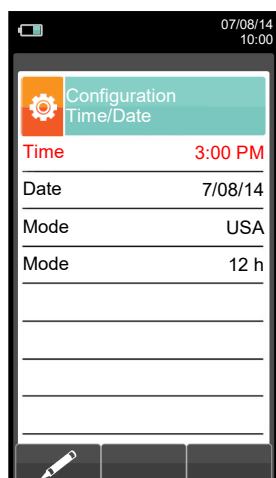 07/08/14
10:00
Configuration
Time/Date
Time 3:00 PM
Date 7/08/14
Mode USA
Mode 12 h